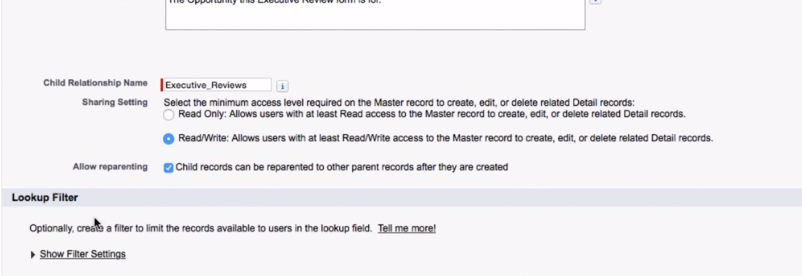 The Opportunity this Executive Review form is for.
Child Relationship Name Executive_Reviews i
Sharing Setting Select the minimum access level required on the Master record to create, edit, or delete related Detail records:
Read Only: Allows users with at least Read access to the Master record to create, edit, or delete related Detail records.
Read/Write: Allows users with at least Read/Write access to the Master record to create, edit, or delete related Detail records.
Allow reparenting Child records can be reparented to other parent records after they are created
Lookup Filter
Optionally, create a filter to limit the records available to users in the lookup field. Tell me more!
Show Filter Settings